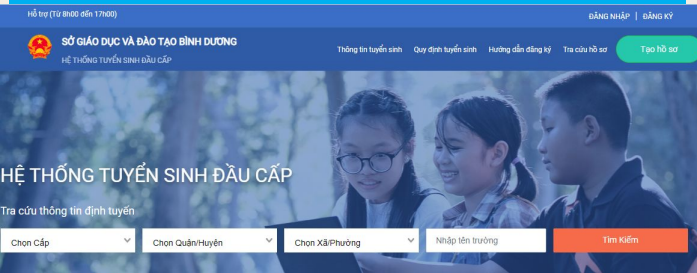 Hỗ trợ (Từ 8h00 đến 17h00)
ĐĂNG NHẬP | ĐĂNG KÝ
SỞ GIÁO DỤC VÀ ĐÀO TẠO BÌNH DƯƠNG
HỆ THỐNG TUYỂN SINH ĐẦU CẤP
Thông tin tuyển sinh Quy định tuyển sinh Hướng dẫn đăng ký Tra cứu hồ sơ Tạo hồ sơ
HỆ THỐNG TUYỂN SINH ĐẦU CẤP
Tra cứu thông tin định tuyến
Chọn Cấp Chọn Quận/Huyện Chọn Xã/Phường Nhập tên trường Tìm Kiếm